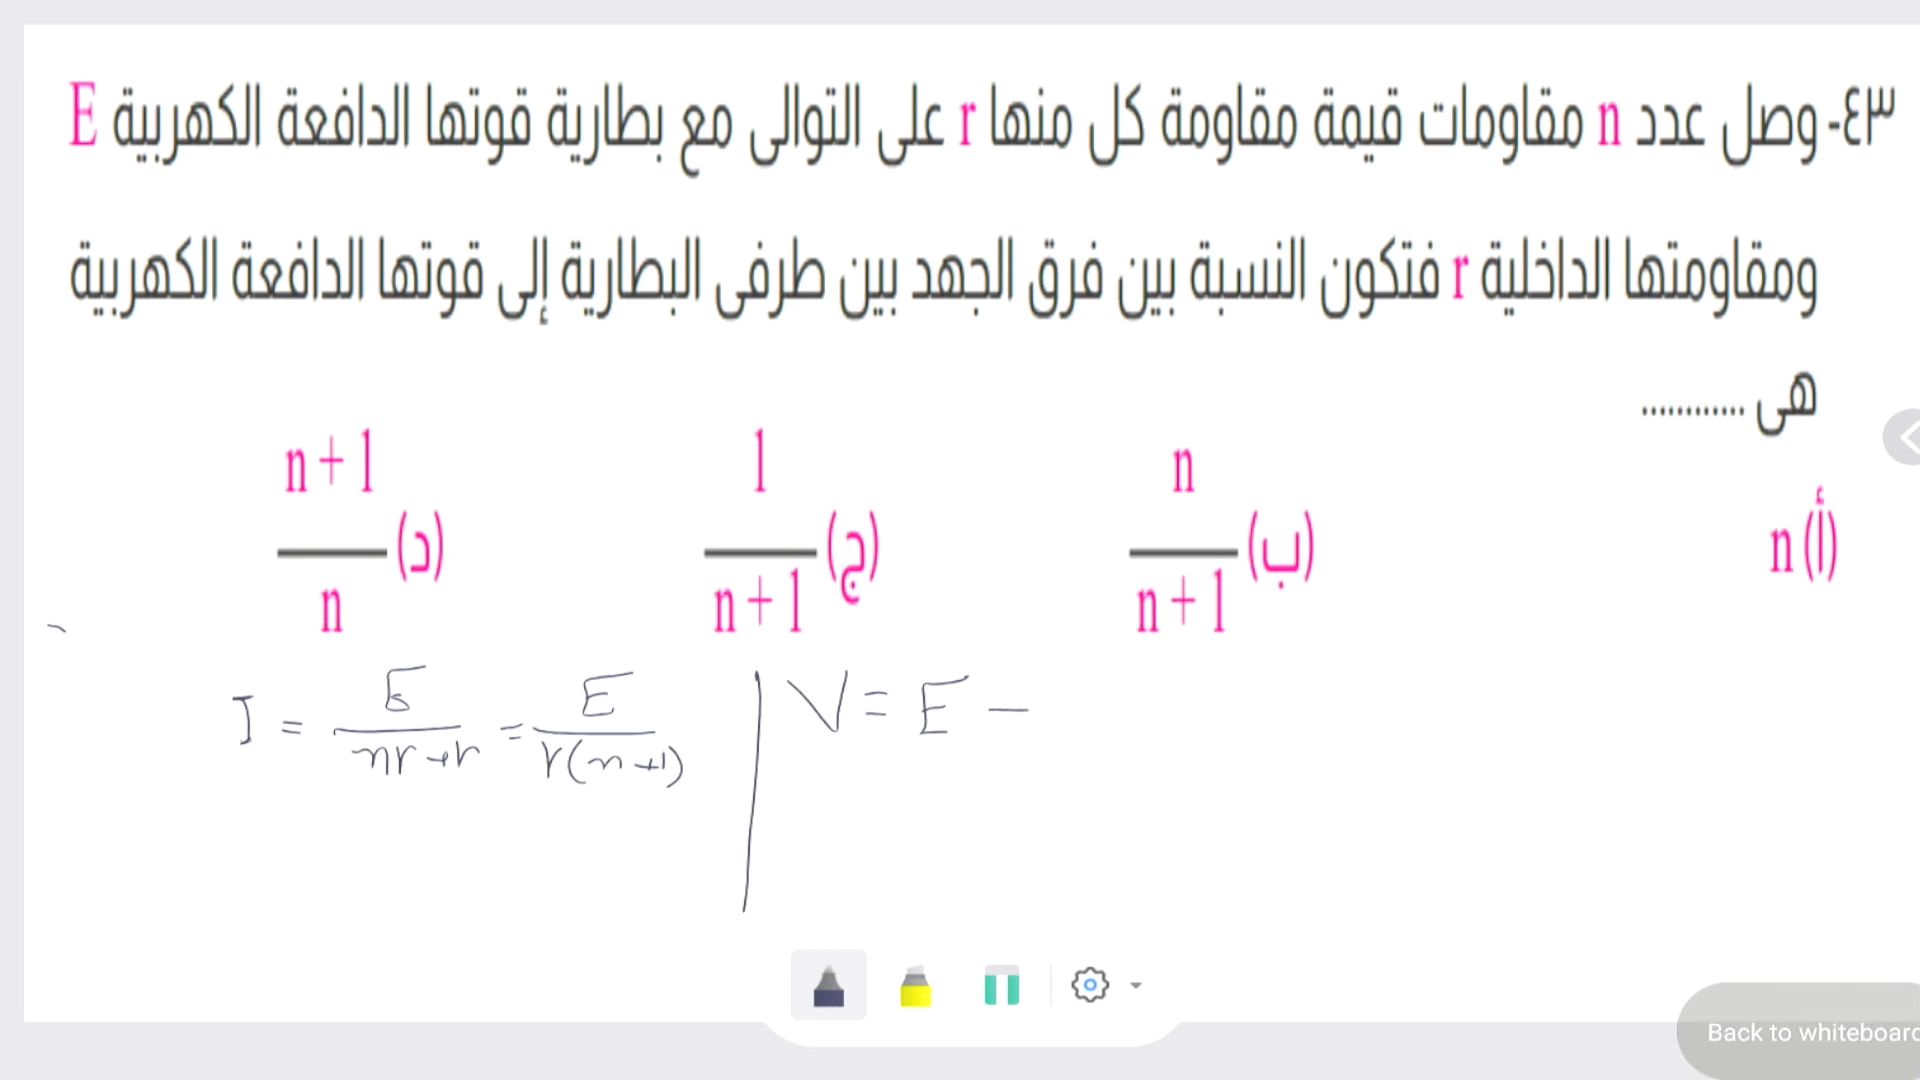 ٤٣- وصل عدد n مقاومات قيمة مقاومة كل منها r على التوالى مع بطارية قوتها الدافعة الكهربية E
ومقاومتها الداخلية r فتكون النسبة بين فرق الجهد بين طرفى البطارية إلى قوتها الدافعة الكهربية
هى ............
(أ) n (ب) n / n + 1 (ج) 1 / n + 1 (د) n + 1 / n
I = E / nr + r = E / r(n+1) | V = E −
Back to whiteboard